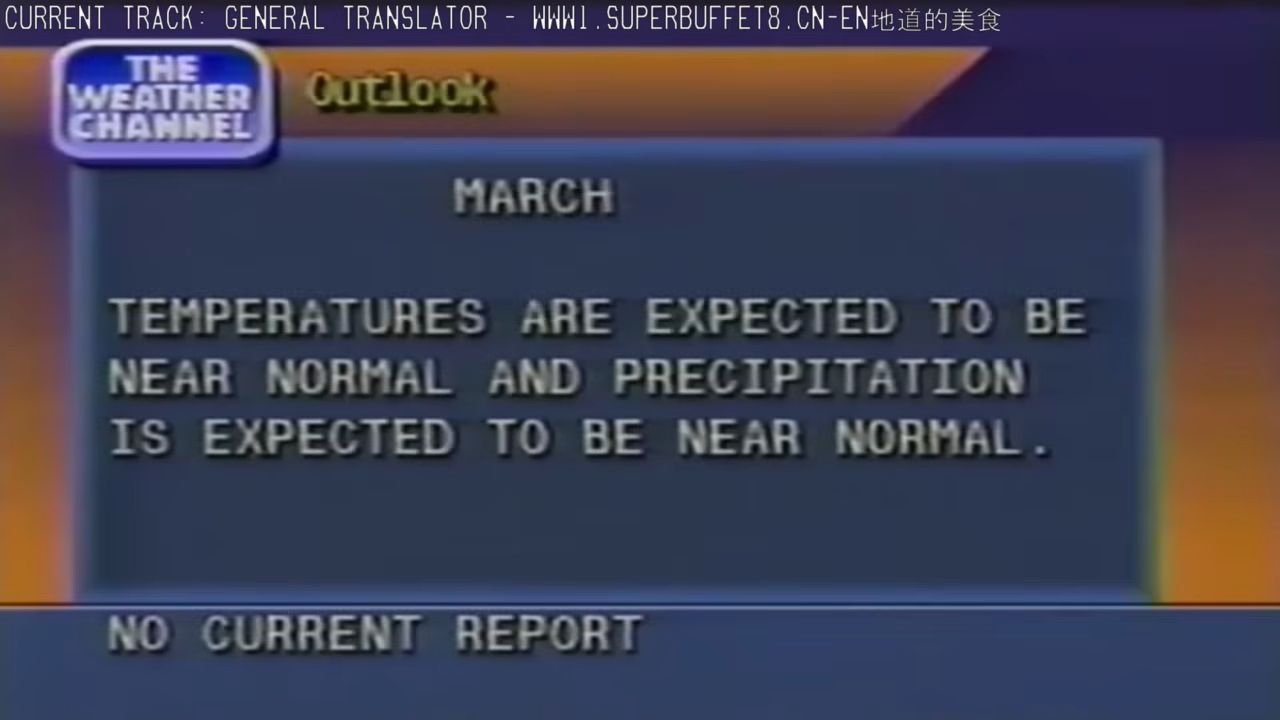 CURRENT TRACK: GENERAL TRANSLATOR - WWW1.SUPERBUFFET8.CN-EN地道的美食
THE
WEATHER
CHANNEL
Outlook
MARCH
TEMPERATURES ARE EXPECTED TO BE
NEAR NORMAL AND PRECIPITATION
IS EXPECTED TO BE NEAR NORMAL.
NO CURRENT REPORT